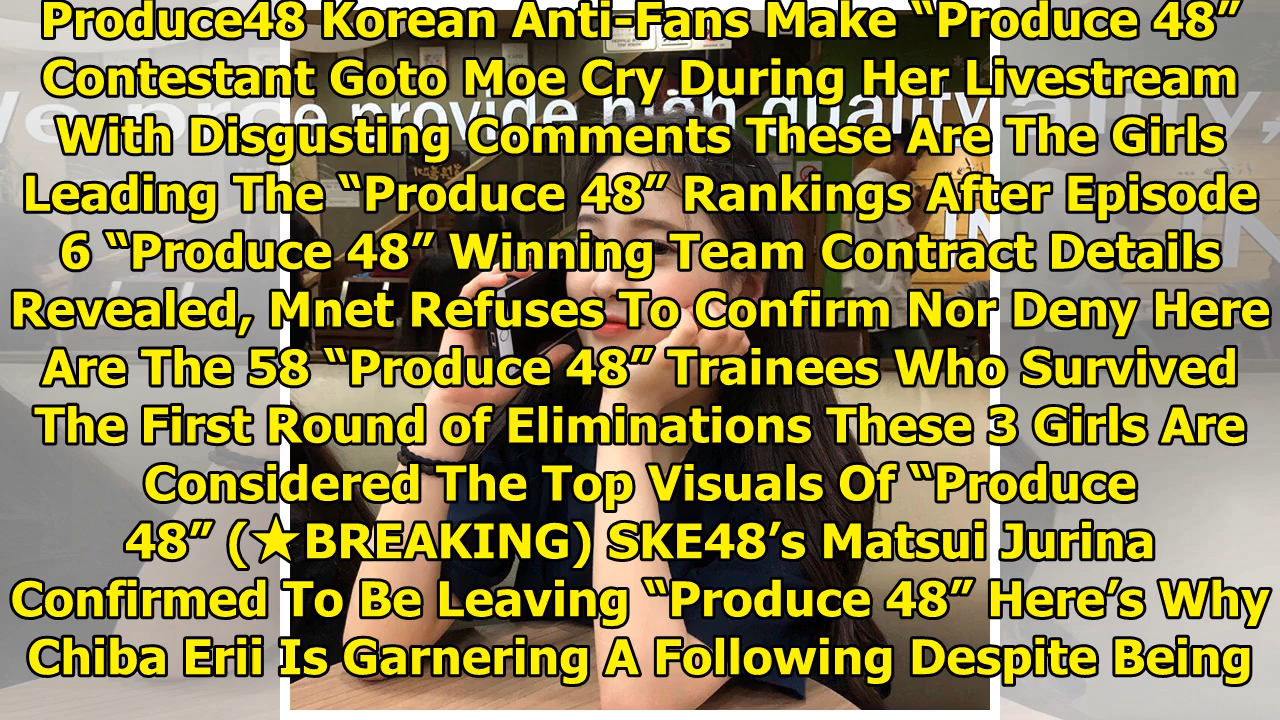 Produce48 Korean Anti-Fans Make “Produce 48”
Contestant Goto Moe Cry During Her Livestream
With Disgusting Comments These Are The Girls
Leading The “Produce 48” Rankings After Episode
6 “Produce 48” Winning Team Contract Details
Revealed, Mnet Refuses To Confirm Nor Deny Here
Are The 58 “Produce 48” Trainees Who Survived
The First Round of Eliminations These 3 Girls Are
Considered The Top Visuals Of “Produce
48” (★BREAKING) SKE48’s Matsui Jurina
Confirmed To Be Leaving “Produce 48” Here’s Why
Chiba Erii Is Garnering A Following Despite Being
provide high quality